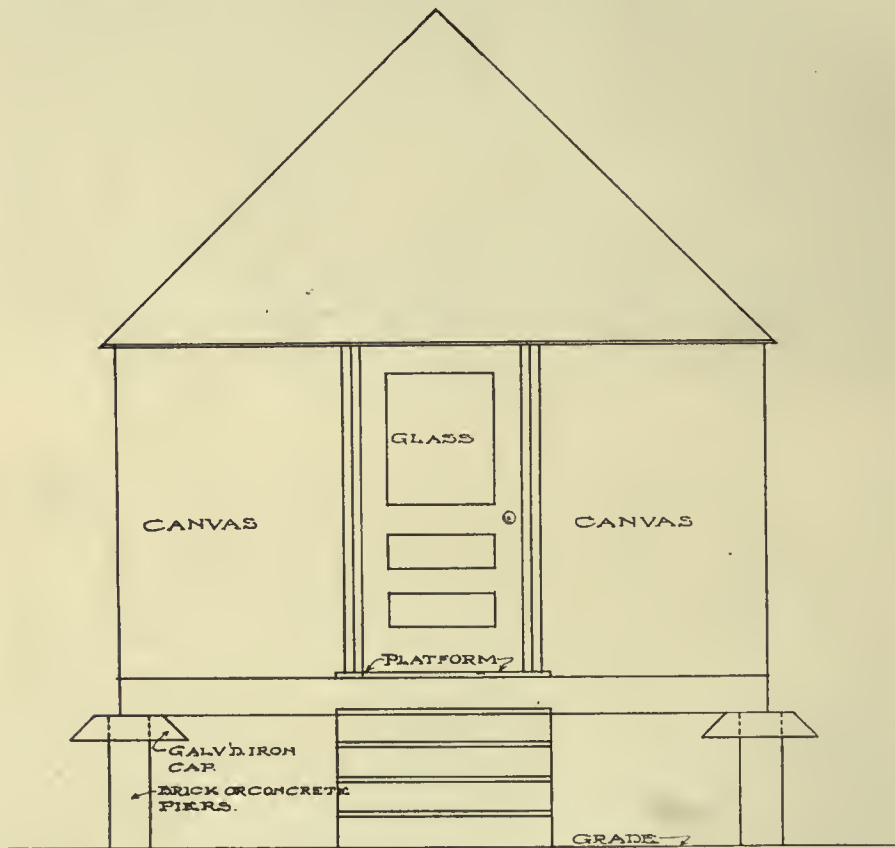 GLASS
CANVAS
CANVAS
PLATFORM
GALV'D. IRON
CAP.
BRICK OR CONCRETE
PIERS.
GRADE